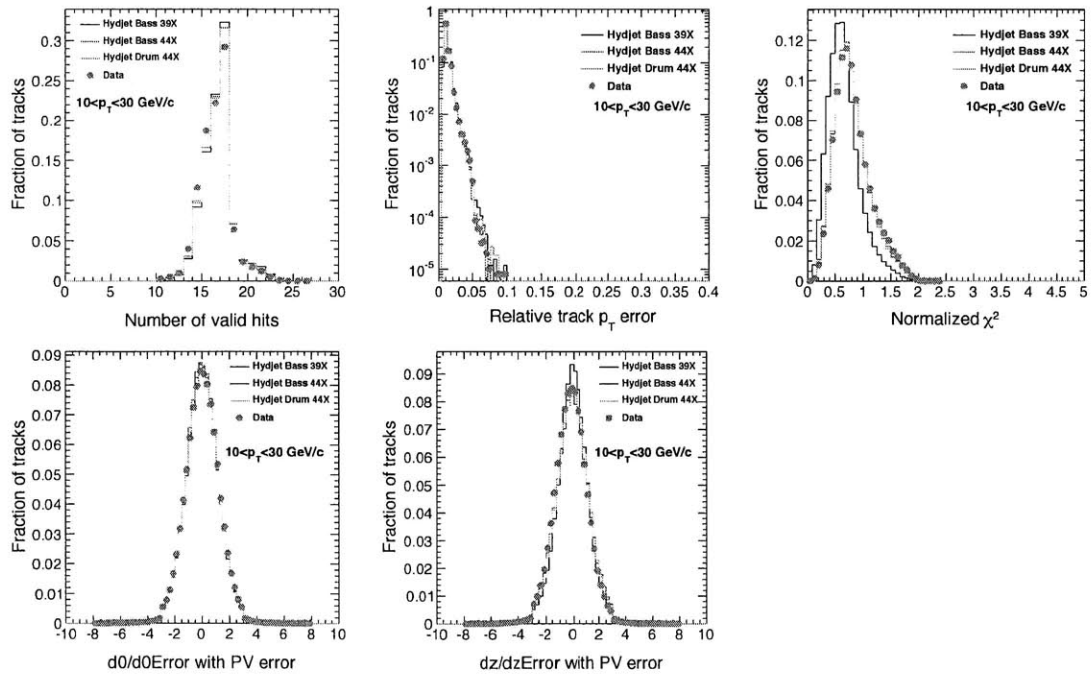 Hydjet Bass 39X
Hydjet Bass 44X
Hydjet Drum 44X
Data
10<p_T<30 GeV/c
Fraction of tracks
0.3
0.25
0.2
0.15
0.1
0.05
0
0 5 10 15 20 25 30
Number of valid hits
Hydjet Bass 39X
Hydjet Bass 44X
Hydjet Drum 44X
Data
10<p_T<30 GeV/c
Fraction of tracks
1
10^-1
10^-2
10^-3
10^-4
10^-5
0 0.05 0.1 0.15 0.2 0.25 0.3 0.35 0.4
Relative track p_T error
Hydjet Bass 39X
Hydjet Bass 44X
Hydjet Drum 44X
Data
10<p_T<30 GeV/c
Fraction of tracks
0.12
0.1
0.08
0.06
0.04
0.02
0
0 0.5 1 1.5 2 2.5 3 3.5 4 4.5 5
Normalized χ²
Hydjet Bass 39X
Hydjet Bass 44X
Hydjet Drum 44X
Data
10<p_T<30 GeV/c
Fraction of tracks
0.09
0.08
0.07
0.06
0.05
0.04
0.03
0.02
0.01
0
-10 -8 -6 -4 -2 0 2 4 6 8 10
d0/d0Error with PV error
Hydjet Bass 39X
Hydjet Bass 44X
Hydjet Drum 44X
Data
10<p_T<30 GeV/c
Fraction of tracks
0.09
0.08
0.07
0.06
0.05
0.04
0.03
0.02
0.01
0
-10 -8 -6 -4 -2 0 2 4 6 8 10
dz/dzError with PV error